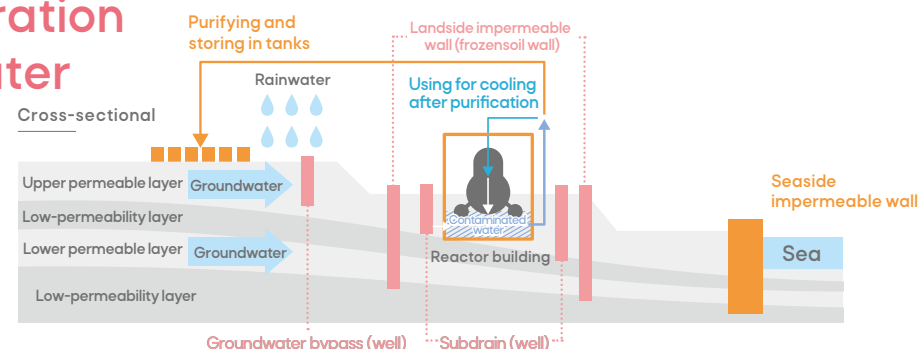 Purifying and
storing in tanks
Landside impermeable
wall (frozensoil wall)
Rainwater
Using for cooling
after purification
Cross-sectional
Upper permeable layer
Groundwater
Low-permeability layer
Lower permeable layer
Groundwater
Low-permeability layer
Contaminated
water
Reactor building
Seaside
impermeable wall
Sea
Groundwater bypass (well)
Subdrain (well)